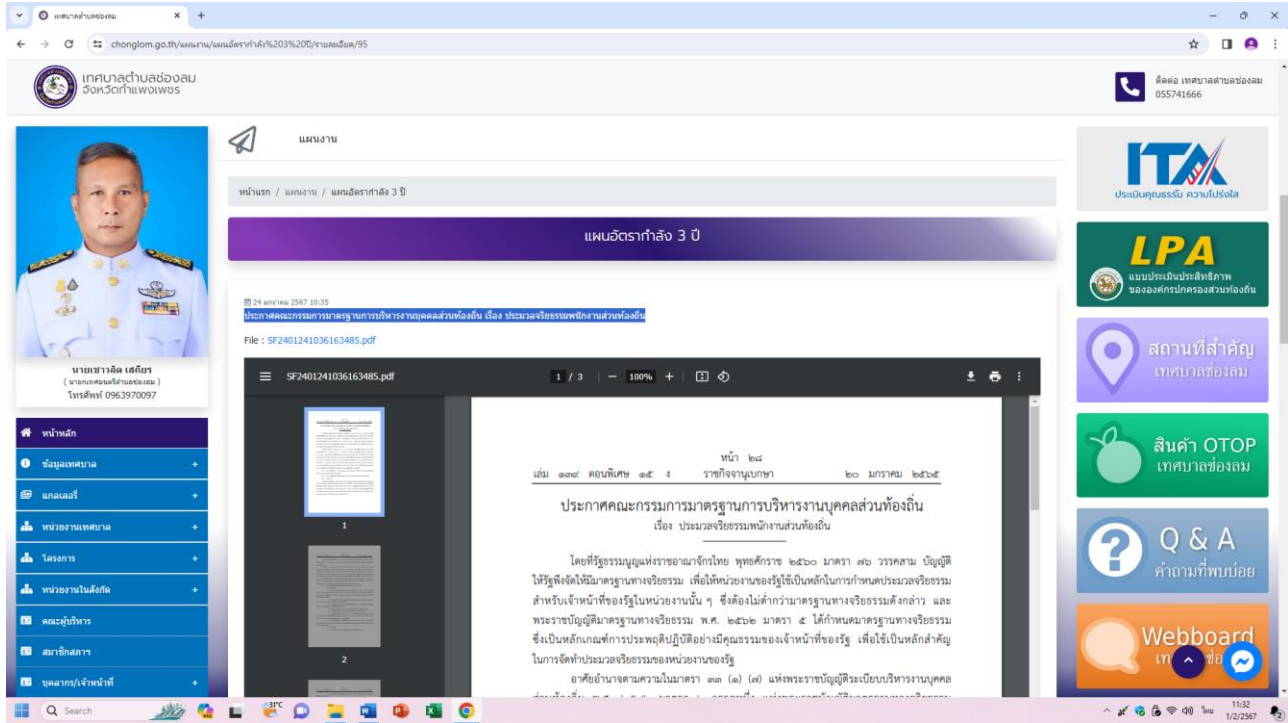 เทศบาลตำบลช่องลม
chonglom.go.th/แผนงาน/แผนอัตรากำลัง%203%20ปี/รายละเอียด/95
เทศบาลตำบลช่องลม
จังหวัดกำแพงเพชร
ติดต่อ เทศบาลตำบลช่องลม
055741666
แผนงาน
หน้าแรก / แผนงาน / แผนอัตรากำลัง 3 ปี
แผนอัตรากำลัง 3 ปี
24 มกราคม 2567 10:35
ประกาศคณะกรรมการมาตรฐานการบริหารงานบุคคลส่วนท้องถิ่น เรื่อง ประมวลจริยธรรมพนักงานส่วนท้องถิ่น
File : SF2401241036163485.pdf
นายเชาวลิต เสถียร
( นายกเทศมนตรีตำบลช่องลม )
โทรศัพท์ 0963970097
หน้าหลัก
ข้อมูลเทศบาล +
แกลเลอรี่ +
หน่วยงานเทศบาล +
โครงการ +
หน่วยงานในสังกัด +
คณะผู้บริหาร
สมาชิกสภาฯ
บุคลากร/เจ้าหน้าที่ +
SF2401241036163485.pdf
1 / 3 | − 100% +
1
2
หน้า ๒๘
เล่ม ๑๓๙ ตอนพิเศษ ๑๕ ง ราชกิจจานุเบกษา ๒๐ มกราคม ๒๕๖๕
ประกาศคณะกรรมการมาตรฐานการบริหารงานบุคคลส่วนท้องถิ่น
เรื่อง ประมวลจริยธรรมพนักงานส่วนท้องถิ่น
โดยที่รัฐธรรมนูญแห่งราชอาณาจักรไทย พุทธศักราช ๒๕๖๐ มาตรา ๗๖ วรรคสาม บัญญัติ
ให้รัฐพึงจัดให้มีมาตรฐานทางจริยธรรม เพื่อให้หน่วยงานของรัฐใช้เป็นหลักในการกำหนดประมวลจริยธรรม
สำหรับเจ้าหน้าที่ของรัฐในหน่วยงานนั้น ๆ ซึ่งต้องไม่ต่ำกว่ามาตรฐานทางจริยธรรมดังกล่าว และ
พระราชบัญญัติมาตรฐานทางจริยธรรม พ.ศ. ๒๕๖๒ มาตรา ๕ ได้กำหนดมาตรฐานทางจริยธรรม
ซึ่งเป็นหลักเกณฑ์การประพฤติปฏิบัติอย่างมีคุณธรรมของเจ้าหน้าที่ของรัฐ เพื่อใช้เป็นหลักสำคัญ
ในการจัดทำประมวลจริยธรรมของหน่วยงานของรัฐ
อาศัยอำนาจตามความในมาตรา ๓๓ (๑) (๗) แห่งพระราชบัญญัติระเบียบบริหารงานบุคคล
ITA
ประเมินคุณธรรม ความโปร่งใส
LPA
แบบประเมินประสิทธิภาพ
ขององค์กรปกครองส่วนท้องถิ่น
สถานที่สำคัญ
เทศบาลช่องลม
สินค้า OTOP
เทศบาลช่องลม
Q & A
คำถามที่พบบ่อย
Webboard
Search
31°C
ไทย
11:32
1/2/2567